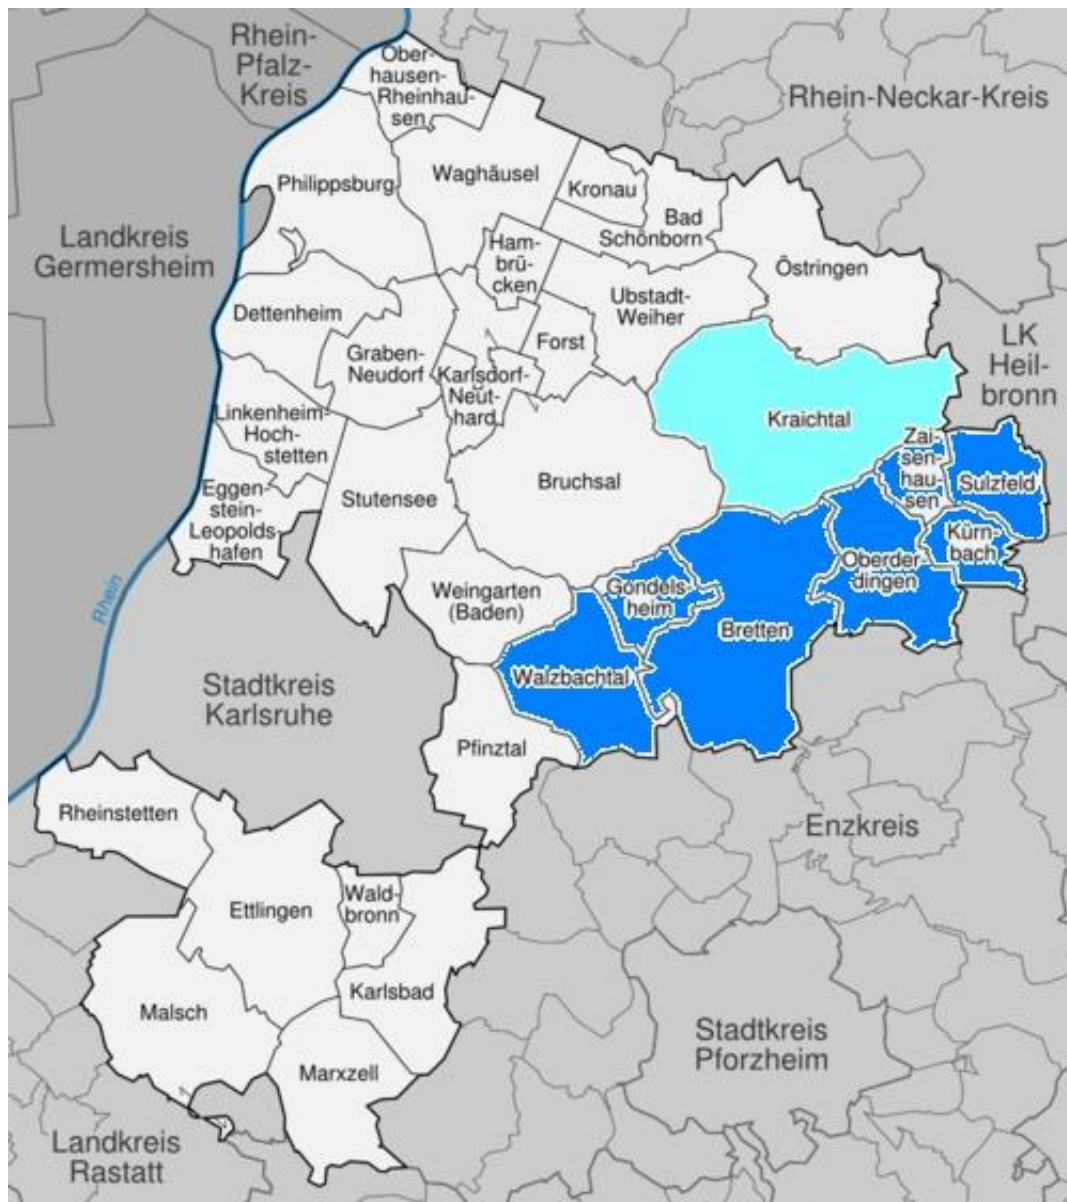 Rhein-
Pfalz-
Kreis
Ober-
hausen-
Rheinhau-
sen
Rhein-Neckar-Kreis
Philippsburg
Waghäusel
Kronau
Bad
Schönborn
Landkreis
Germersheim
Ham-
brü-
cken
Östringen
Dettenheim
Ubstadt-
Weiher
Graben-
Neudorf
Forst
LK
Heil-
bronn
Karlsdorf-
Neut-
hard
Linkenheim-
Hoch-
stetten
Kraichtal
Zai-
sen-
hau-
sen
Sulzfeld
Eggen-
stein-
Leopolds-
hafen
Stutensee
Bruchsal
Kürn-
bach
Oberder-
dingen
Rhein
Weingarten
(Baden)
Gondels-
heim
Bretten
Walzbachtal
Stadtkreis
Karlsruhe
Pfinztal
Rheinstetten
Enzkreis
Ettlingen
Wald-
bronn
Malsch
Karlsbad
Stadtkreis
Pforzheim
Marxzell
Landkreis
Rastatt